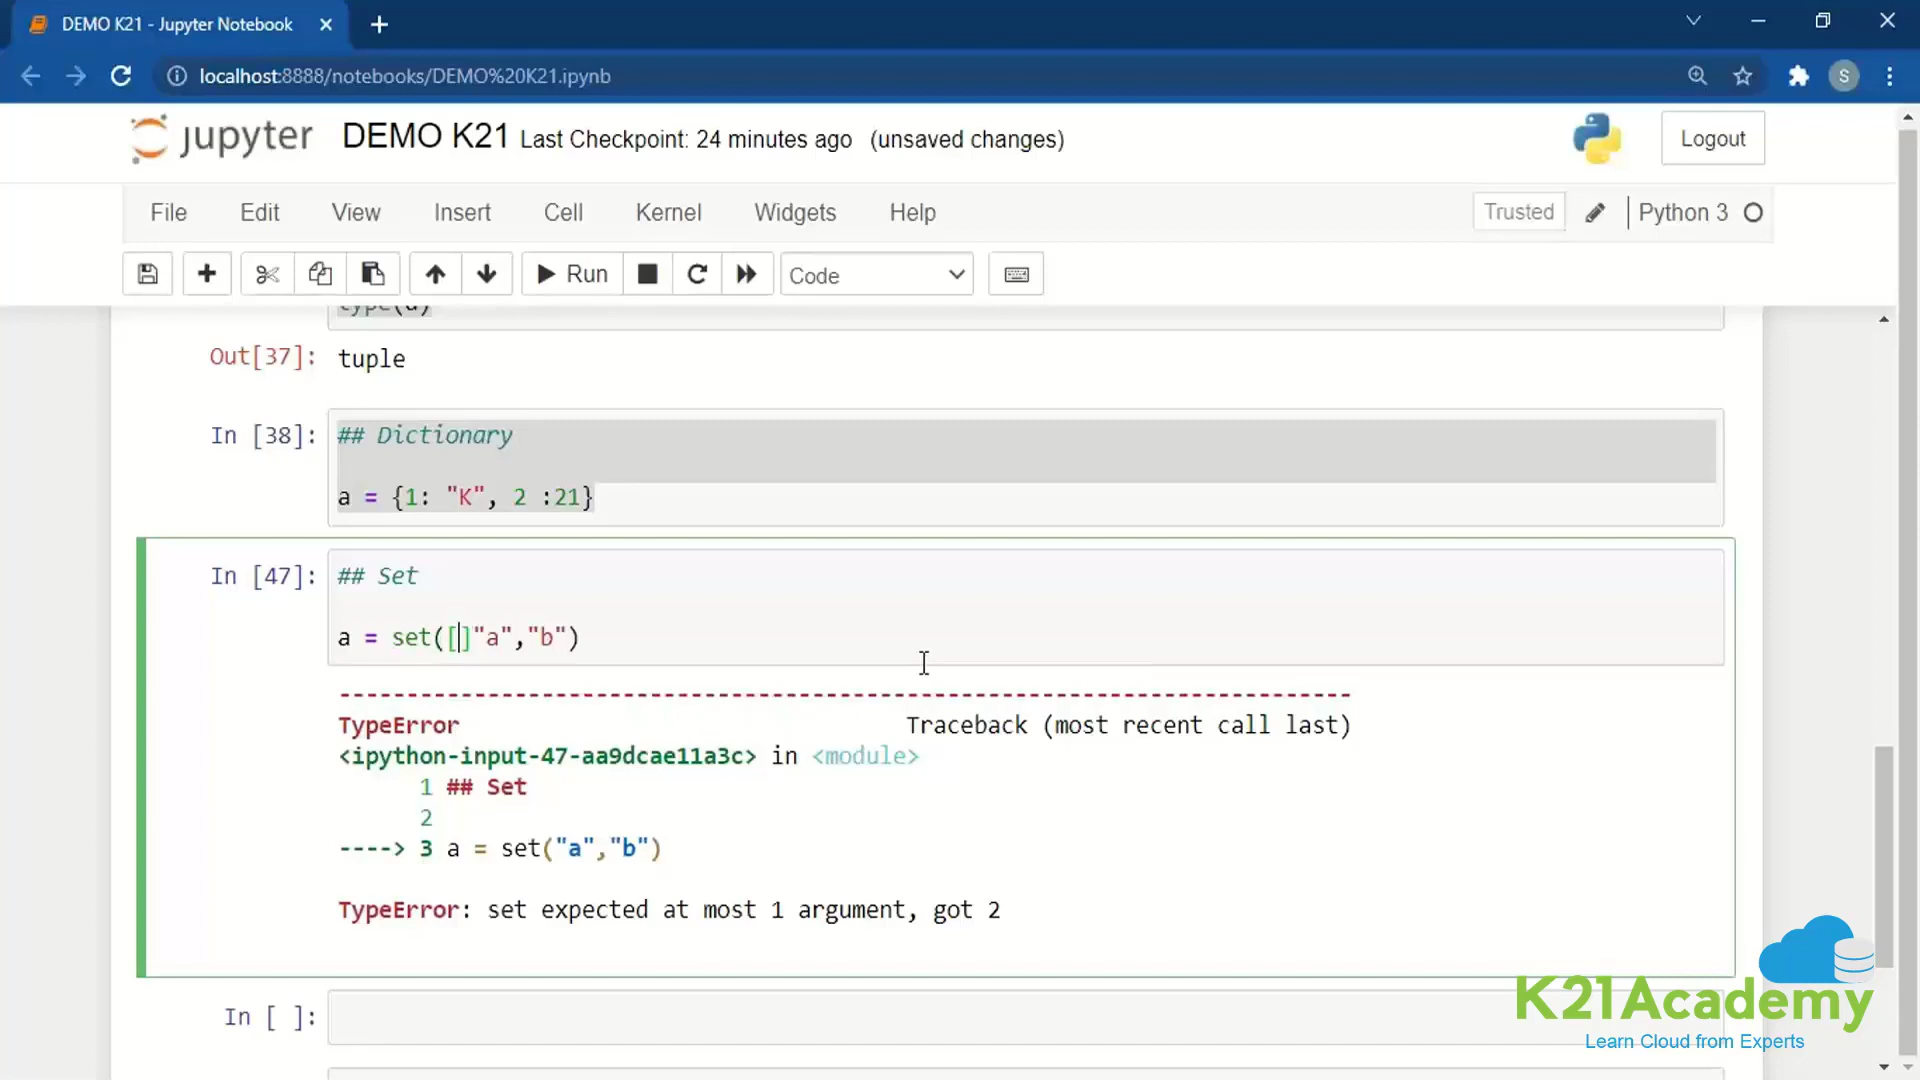 DEMO K21 - Jupyter Notebook
localhost:8888/notebooks/DEMO%20K21.ipynb
S
jupyter DEMO K21 Last Checkpoint: 24 minutes ago (unsaved changes)
Logout
File Edit View Insert Cell Kernel Widgets Help
Trusted Python 3
Run Code
type(a)
Out[37]: tuple
In [38]: ## Dictionary
a = {1: "K", 2 :21}
In [47]: ## Set
a = set([]"a","b")
---------------------------------------------------------------------------
TypeError Traceback (most recent call last)
<ipython-input-47-aa9dcae11a3c> in <module>
1 ## Set
2
----> 3 a = set("a","b")
TypeError: set expected at most 1 argument, got 2
In [ ]:
K21Academy
Learn Cloud from Experts